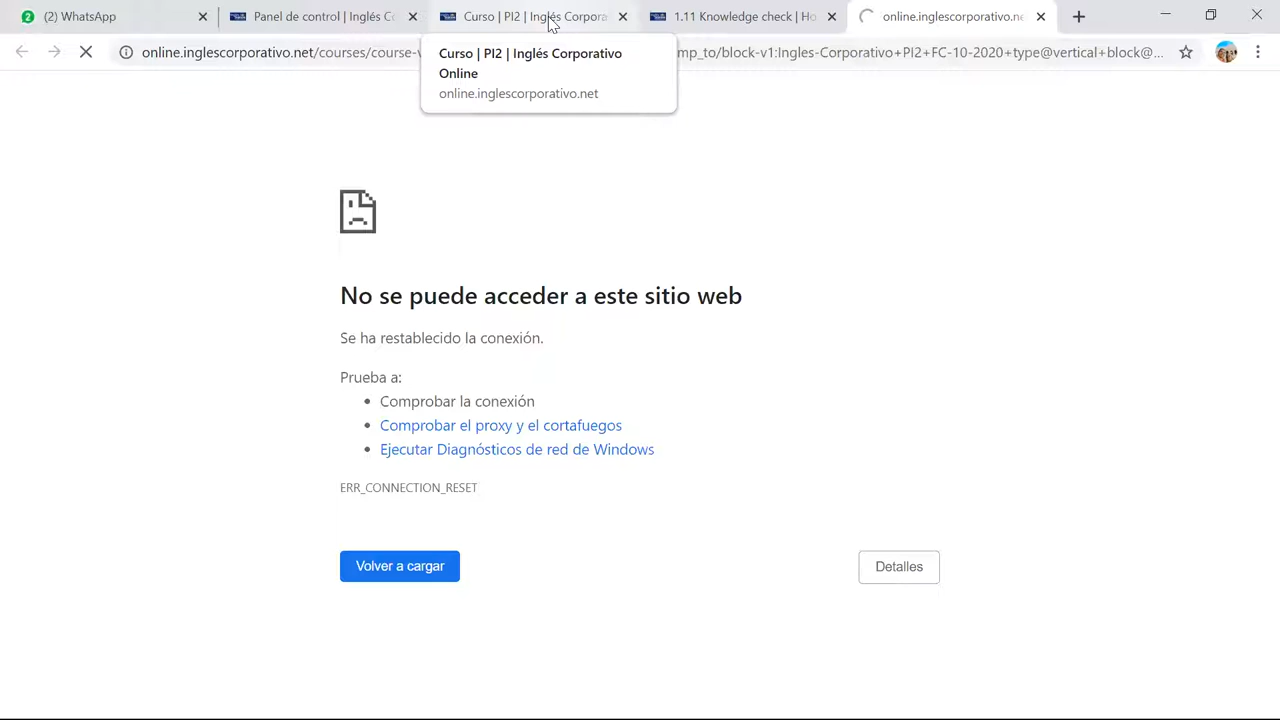 (2) WhatsApp
Panel de control | Inglés Co
Curso | PI2 | Inglés Corpora
1.11 Knowledge check | Ho
online.inglescorporativo.ne
online.inglescorporativo.net/courses/course-v
mp_to/block-v1:Ingles-Corporativo+PI2+FC-10-2020+type@vertical+block@...
Curso | PI2 | Inglés Corporativo
Online
online.inglescorporativo.net
No se puede acceder a este sitio web
Se ha restablecido la conexión.
Prueba a:
Comprobar la conexión
Comprobar el proxy y el cortafuegos
Ejecutar Diagnósticos de red de Windows
ERR_CONNECTION_RESET
Volver a cargar
Detalles